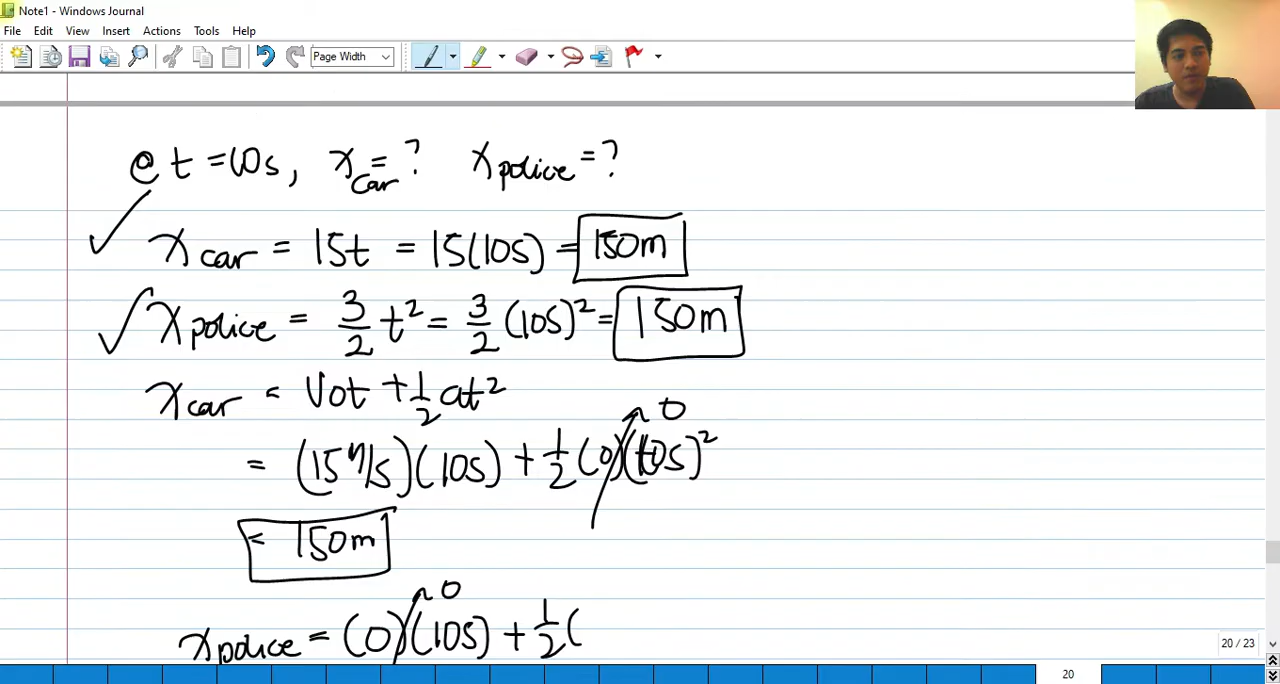 Note1 - Windows Journal
File Edit View Insert Actions Tools Help
Page Width
@ t = 10s, x car = ? x police = ?
x car = 15t = 15(10s) = 150m
x police = 3/2 t² = 3/2 (10s)² = 150m
x car = Vot + 1/2 at²
= (15 m/s)(10s) + 1/2 (0)(10s)² 0
= 150m
x police = (0)(10s) 0 + 1/2 (
20 / 23
20